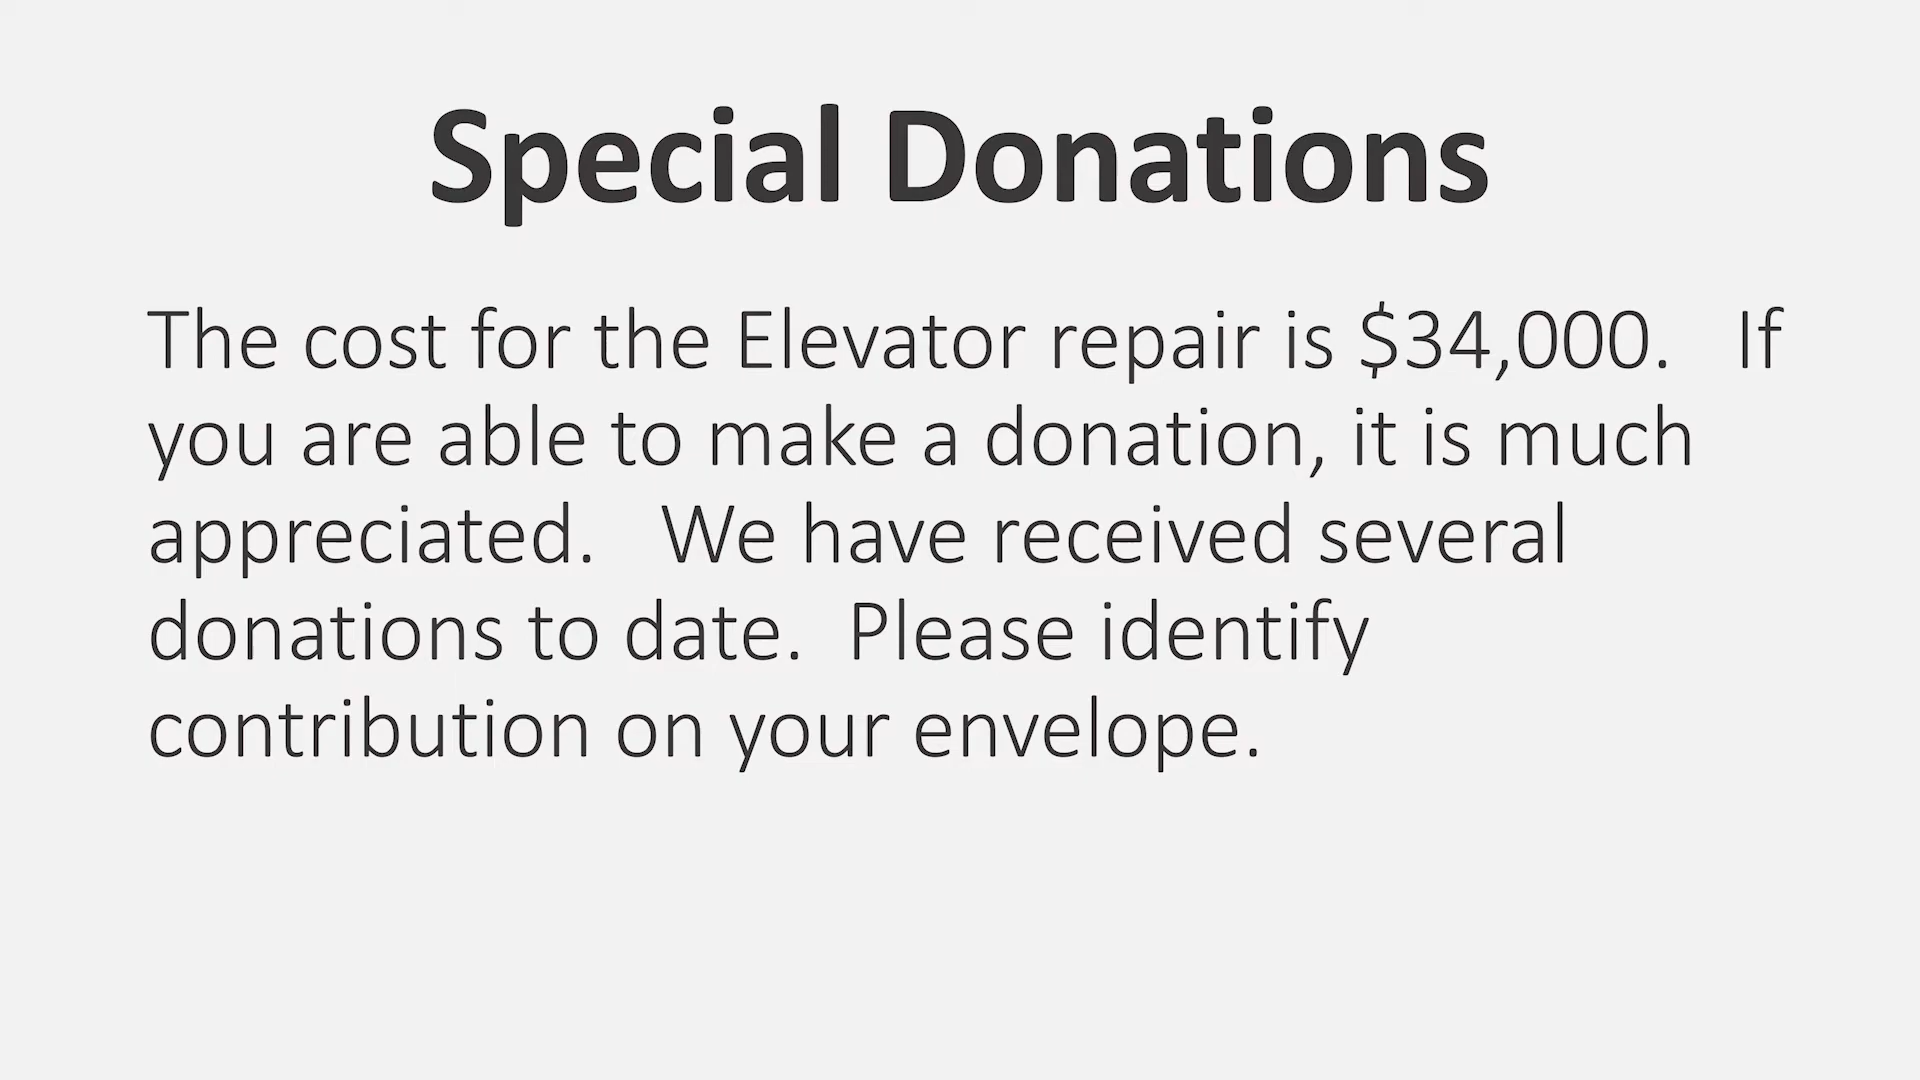 Special Donations
The cost for the Elevator repair is $34,000.   If
you are able to make a donation, it is much
appreciated.   We have received several
donations to date.  Please identify
contribution on your envelope.